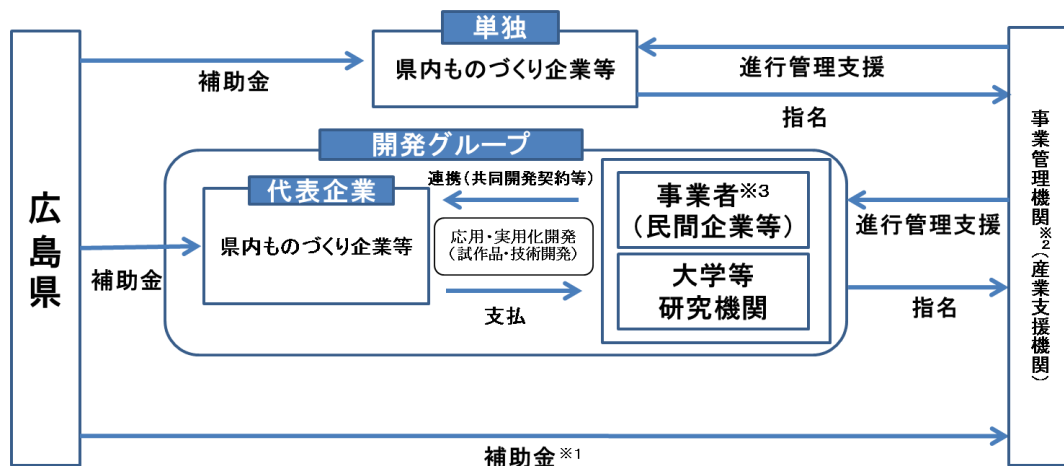 広島県
単独
県内ものづくり企業等
補助金
進行管理支援
指名
開発グループ
代表企業
県内ものづくり企業等
補助金
連携(共同開発契約等)
応用・実用化開発
(試作品・技術開発)
支払
事業者※3
(民間企業等)
大学等
研究機関
進行管理支援
指名
事業管理機関※2(産業支援機関)
補助金※1